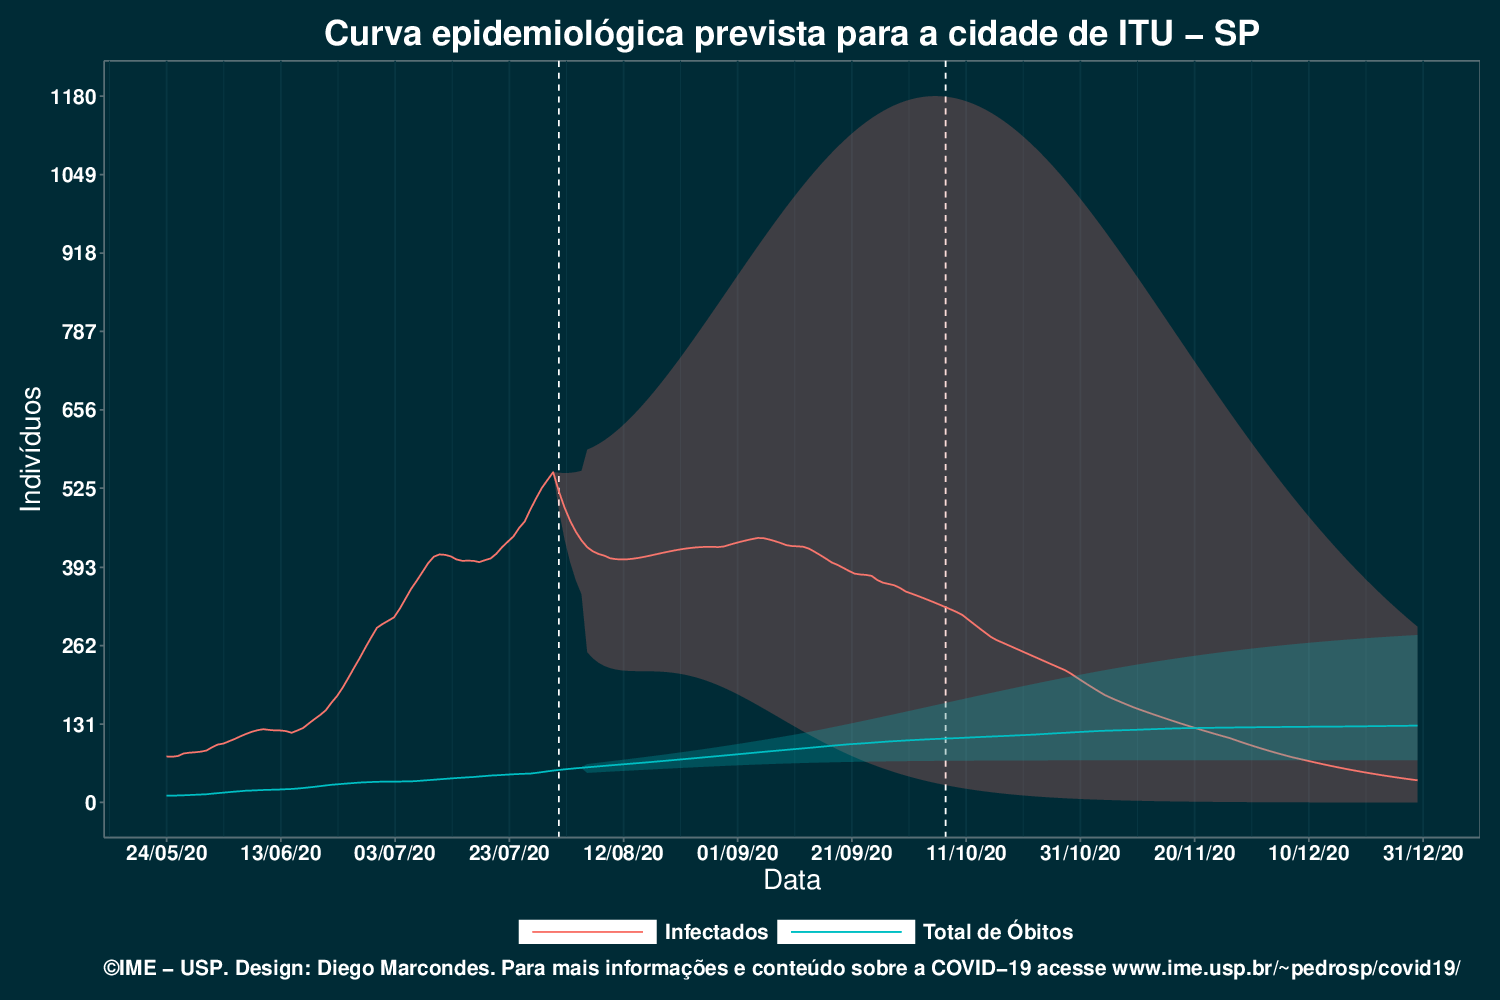 Curva epidemiológica prevista para a cidade de ITU – SP
Indivíduos
1180
1049
918
787
656
525
393
262
131
0
24/05/20 13/06/20 03/07/20 23/07/20 12/08/20 01/09/20 21/09/20 11/10/20 31/10/20 20/11/20 10/12/20 31/12/20
Data
Infectados Total de Óbitos
©IME – USP. Design: Diego Marcondes. Para mais informações e conteúdo sobre a COVID–19 acesse www.ime.usp.br/~pedrosp/covid19/